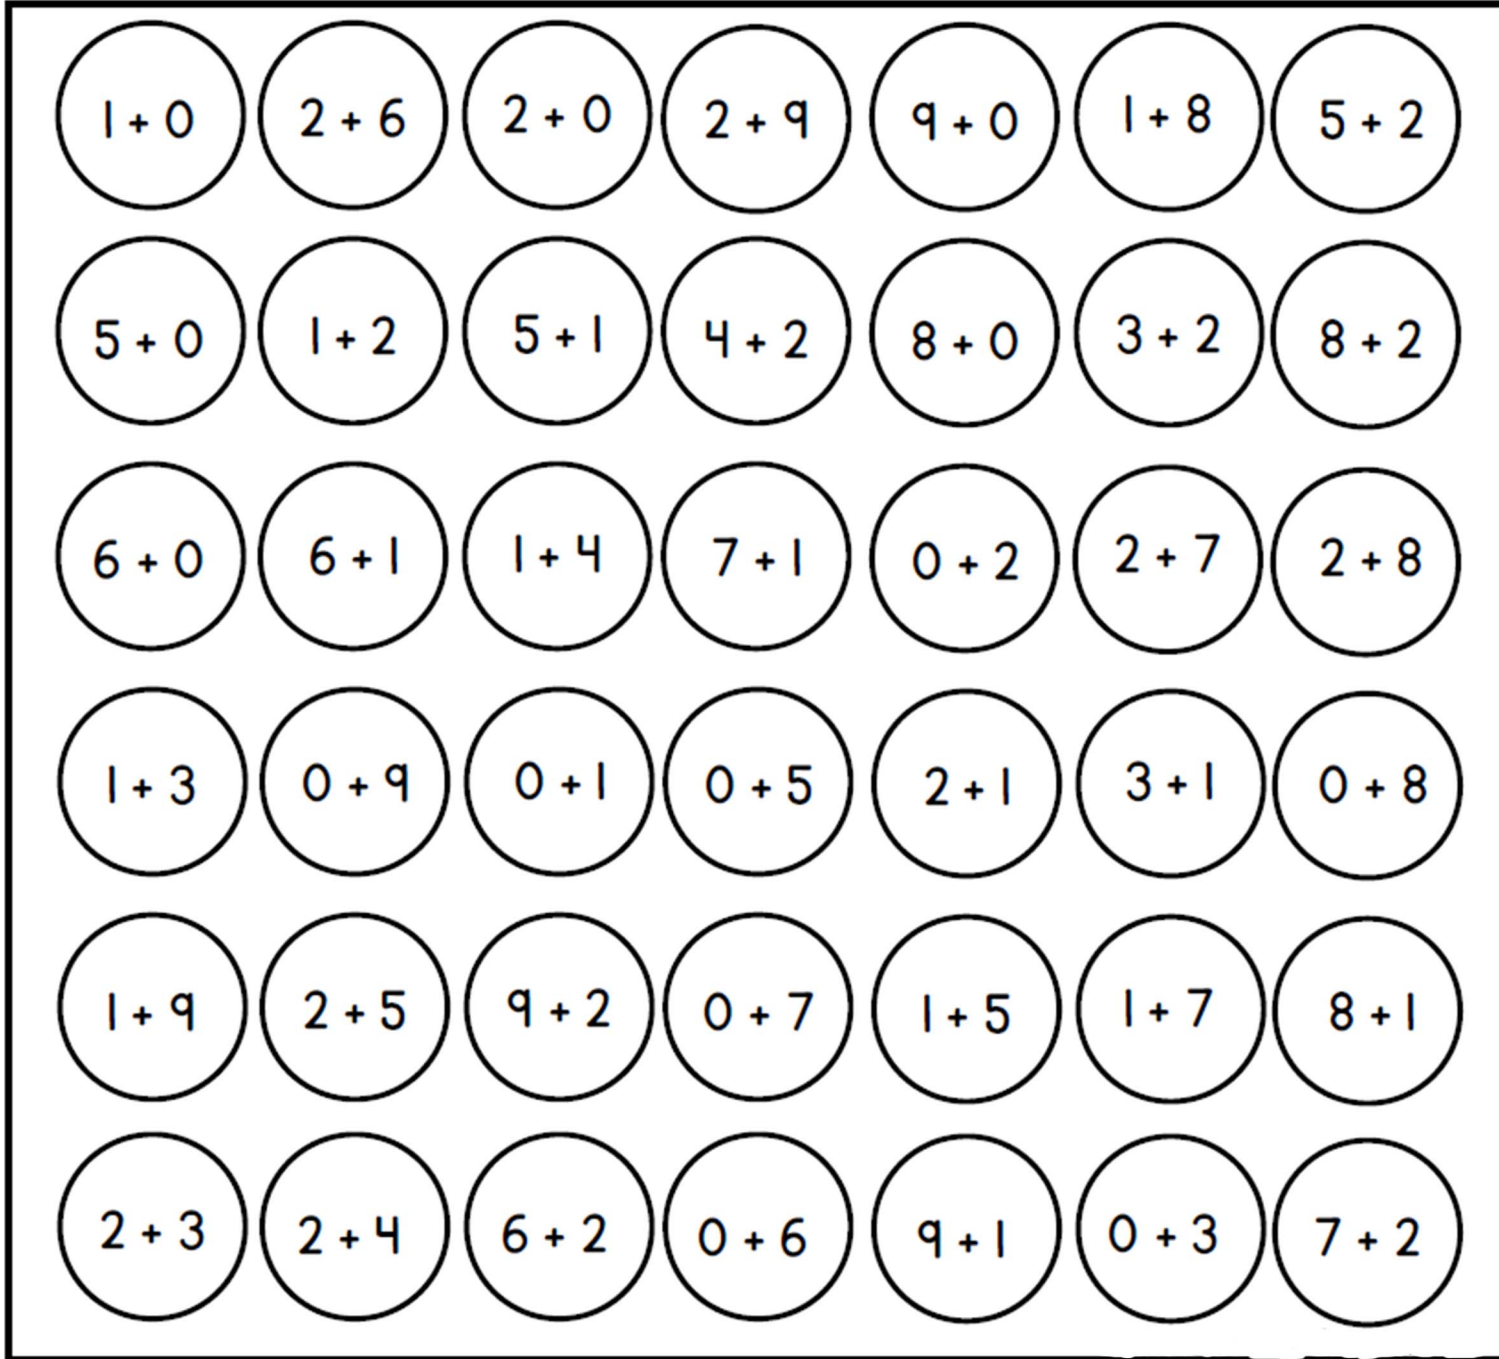 1 + 0 2 + 6 2 + 0 2 + 9 9 + 0 1 + 8 5 + 2
5 + 0 1 + 2 5 + 1 4 + 2 8 + 0 3 + 2 8 + 2
6 + 0 6 + 1 1 + 4 7 + 1 0 + 2 2 + 7 2 + 8
1 + 3 0 + 9 0 + 1 0 + 5 2 + 1 3 + 1 0 + 8
1 + 9 2 + 5 9 + 2 0 + 7 1 + 5 1 + 7 8 + 1
2 + 3 2 + 4 6 + 2 0 + 6 9 + 1 0 + 3 7 + 2